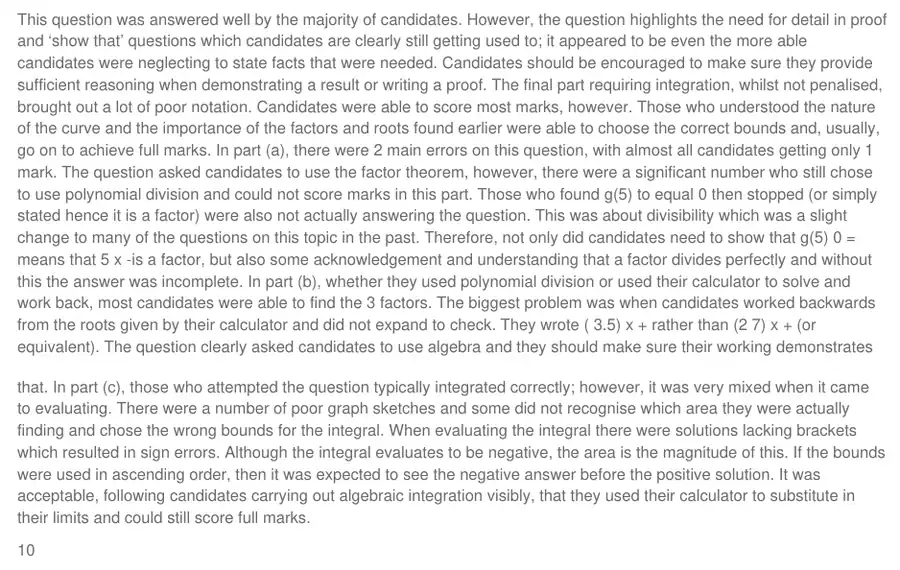 This question was answered well by the majority of candidates. However, the question highlights the need for detail in proof
and ‘show that’ questions which candidates are clearly still getting used to; it appeared to be even the more able
candidates were neglecting to state facts that were needed. Candidates should be encouraged to make sure they provide
sufficient reasoning when demonstrating a result or writing a proof. The final part requiring integration, whilst not penalised,
brought out a lot of poor notation. Candidates were able to score most marks, however. Those who understood the nature
of the curve and the importance of the factors and roots found earlier were able to choose the correct bounds and, usually,
go on to achieve full marks. In part (a), there were 2 main errors on this question, with almost all candidates getting only 1
mark. The question asked candidates to use the factor theorem, however, there were a significant number who still chose
to use polynomial division and could not score marks in this part. Those who found g(5) to equal 0 then stopped (or simply
stated hence it is a factor) were also not actually answering the question. This was about divisibility which was a slight
change to many of the questions on this topic in the past. Therefore, not only did candidates need to show that g(5) 0 =
means that 5 x -is a factor, but also some acknowledgement and understanding that a factor divides perfectly and without
this the answer was incomplete. In part (b), whether they used polynomial division or used their calculator to solve and
work back, most candidates were able to find the 3 factors. The biggest problem was when candidates worked backwards
from the roots given by their calculator and did not expand to check. They wrote ( 3.5) x + rather than (2 7) x + (or
equivalent). The question clearly asked candidates to use algebra and they should make sure their working demonstrates
that. In part (c), those who attempted the question typically integrated correctly; however, it was very mixed when it came
to evaluating. There were a number of poor graph sketches and some did not recognise which area they were actually
finding and chose the wrong bounds for the integral. When evaluating the integral there were solutions lacking brackets
which resulted in sign errors. Although the integral evaluates to be negative, the area is the magnitude of this. If the bounds
were used in ascending order, then it was expected to see the negative answer before the positive solution. It was
acceptable, following candidates carrying out algebraic integration visibly, that they used their calculator to substitute in
their limits and could still score full marks.
10